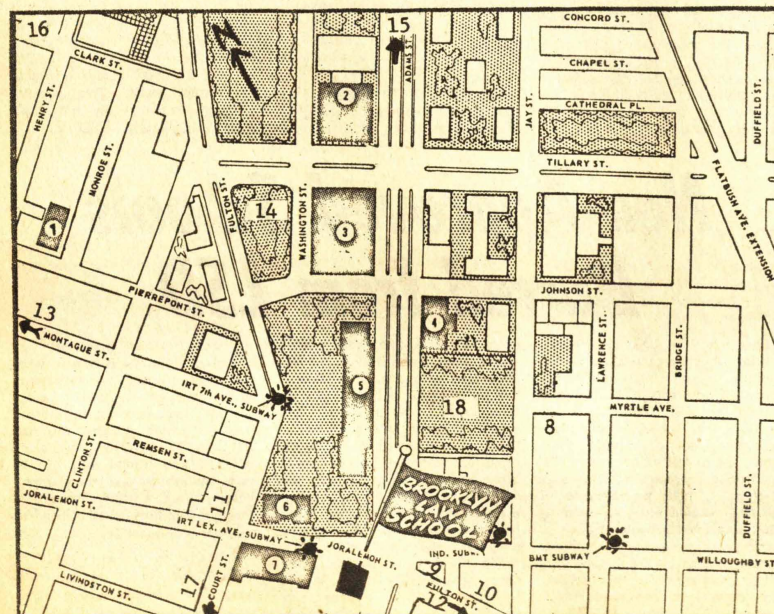 16
15
CONCORD ST.
CLARK ST.
ADAMS ST.
CHAPEL ST.
2
HENRY ST.
JAY ST.
CATHEDRAL PL.
DUFFIELD ST.
MONROE ST.
TILLARY ST.
FLATBUSH AVE. EXTENSION
FULTON ST.
14
WASHINGTON ST.
3
1
PIERREPONT ST.
JOHNSON ST.
13
MONTAGUE ST.
4
LAWRENCE ST.
BRIDGE ST.
IRT 7th AVE., SUBWAY
5
18
MYRTLE AVE.
8
REMSEN ST.
CLINTON ST.
JORALEMON ST.
11
6
BROOKLYN
LAW
SCHOOL
DUFFIELD ST.
IRT LEX. AVE. SUBWAY
JORALEMON ST.
IND. SUBW.
BMT SUBWAY
WILLOUGHBY ST.
7
9
LIVINGSTON ST.
17
COURT ST.
10
FULTON ST.
12